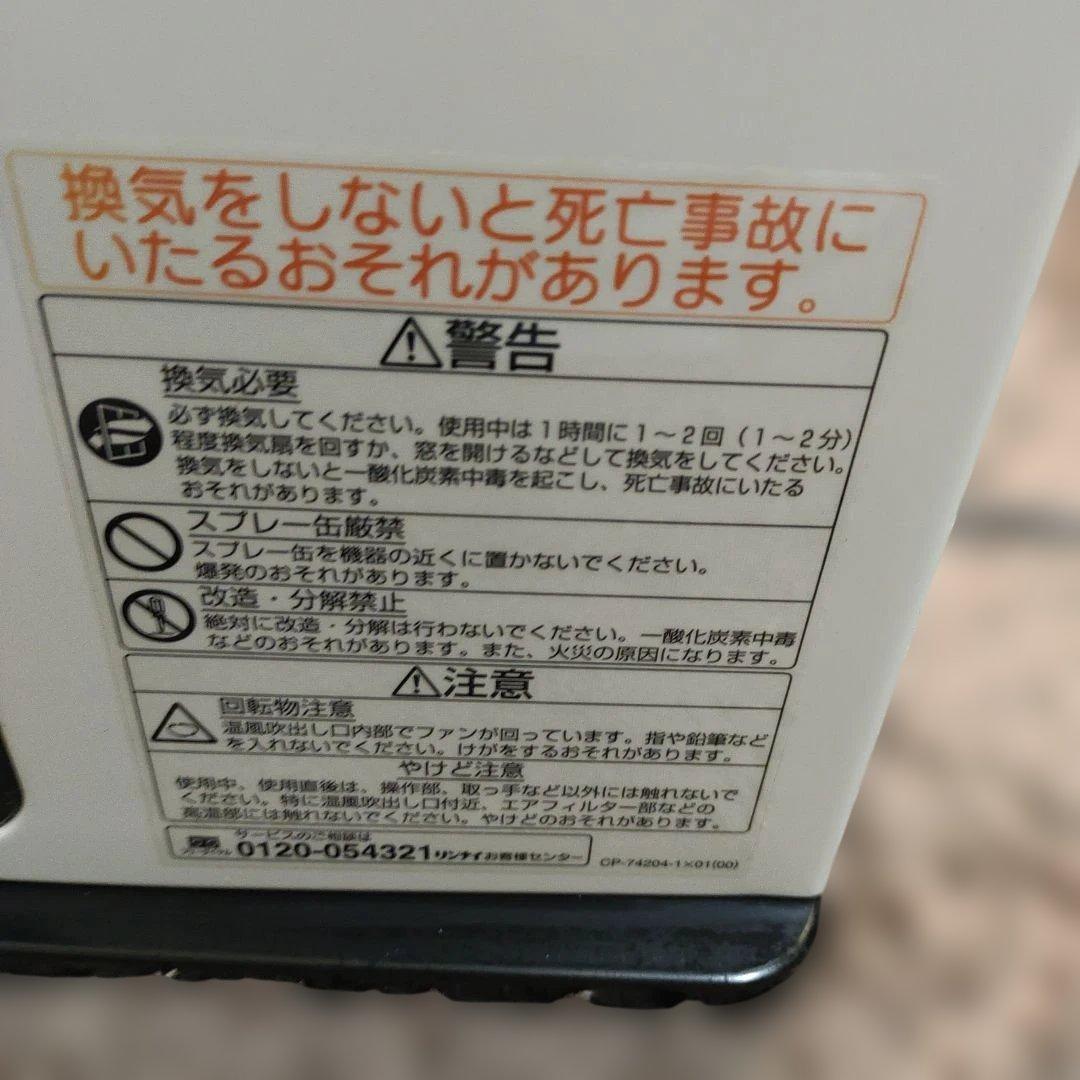 換気をしないと死亡事故に
いたるおそれがあります。
警告
換気必要
必ず換気してください。使用中は1時間に1～2回(1～2分)
程度換気扇を回すか、窓を開けるなどして換気をしてください。
換気をしないと一酸化炭素中毒を起こし、死亡事故にいたる
おそれがあります。
スプレー缶厳禁
スプレー缶を機器の近くに置かないでください。
爆発のおそれがあります。
改造・分解禁止
絶対に改造・分解は行わないでください。一酸化炭素中毒
などのおそれがあります。また、火災の原因になります。
注意
回転物注意
温風吹出し口内部でファンが回っています。指や鉛筆など
を入れないでください。けがをするおそれがあります。
やけど注意
使用中、使用直後は、操作部、取っ手など以外には触れないで
ください。特に温風吹出し口付近、エアフィルター部などの
高温部には触れないでください。やけどのおそれがあります。
サービスのご相談は
フリーダイヤル 0120-054321 リンナイお客様センター
CP-74204-1×01(00)